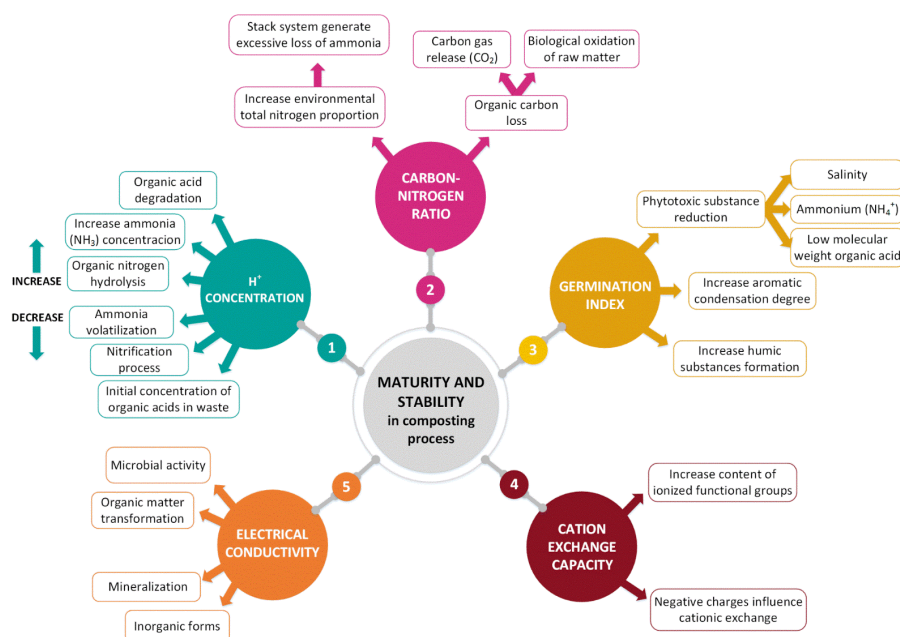 Stack system generate
excessive loss of ammonia
Carbon gas
release (CO₂)
Biological oxidation
of raw matter
Increase environmental
total nitrogen proportion
Organic carbon
loss
CARBON-
NITROGEN
RATIO
2
Organic acid
degradation
Increase ammonia
(NH₃) concentracion
Organic nitrogen
hydrolysis
INCREASE
DECREASE
Ammonia
volatilization
Nitrification
process
Initial concentration of
organic acids in waste
H⁺
CONCENTRATION
1
Phytotoxic substance
reduction
Salinity
Ammonium (NH₄⁺)
Low molecular
weight organic acid
GERMINATION
INDEX
Increase aromatic
condensation degree
Increase humic
substances formation
3
MATURITY AND
STABILITY
in composting
process
Microbial activity
Organic matter
transformation
Mineralization
Inorganic forms
ELECTRICAL
CONDUCTIVITY
5
4
CATION
EXCHANGE
CAPACITY
Increase content of
ionized functional groups
Negative charges influence
cationic exchange